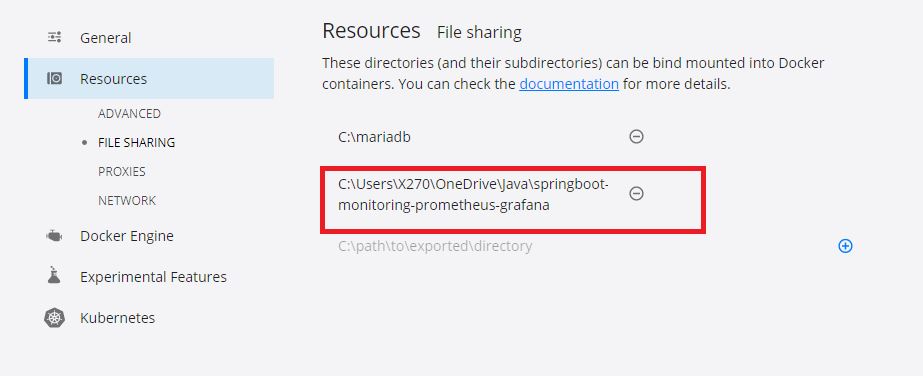 General
Resources
ADVANCED
FILE SHARING
PROXIES
NETWORK
Docker Engine
Experimental Features
Kubernetes
Resources File sharing
These directories (and their subdirectories) can be bind mounted into Docker
containers. You can check the documentation for more details.
C:\mariadb
C:\Users\X270\OneDrive\Java\springboot-
monitoring-prometheus-grafana
C:\path\to\exported\directory